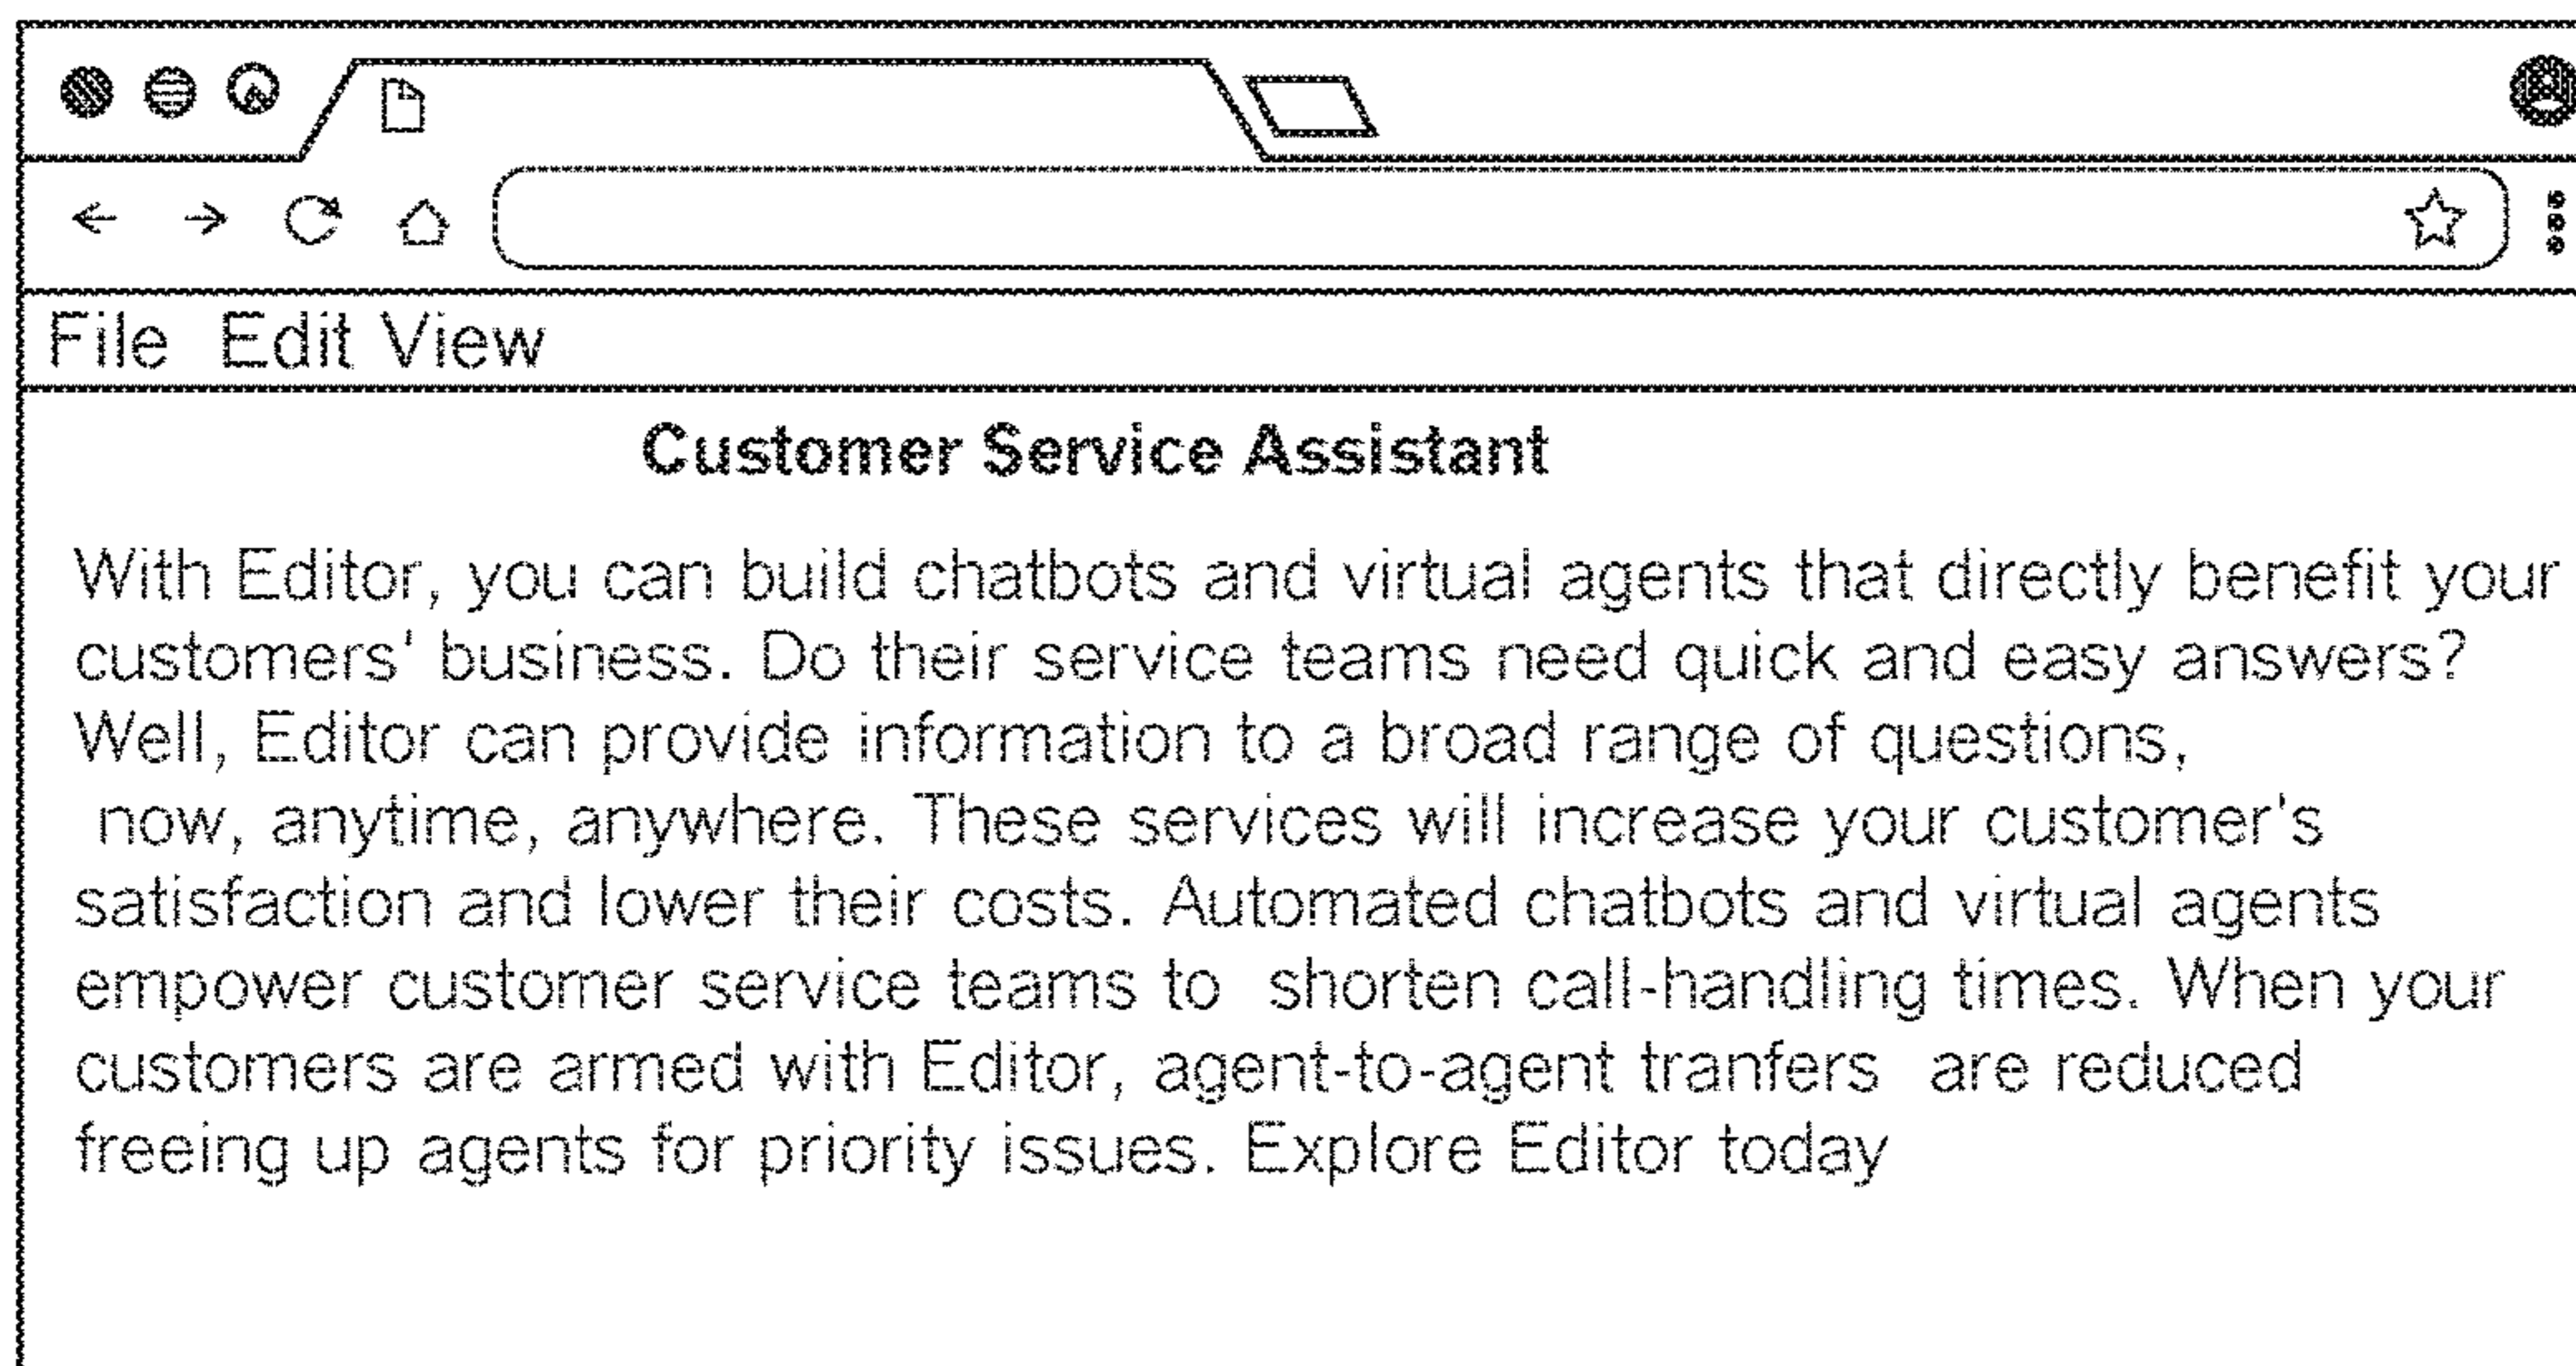 File Edit View
Customer Service Assistant
With Editor, you can build chatbots and virtual agents that directly benefit your
customers' business. Do their service teams need quick and easy answers?
Well, Editor can provide information to a broad range of questions,
now, anytime, anywhere. These services will increase your customer's
satisfaction and lower their costs. Automated chatbots and virtual agents
empower customer service teams to  shorten call-handling times. When your
customers are armed with Editor, agent-to-agent tranfers  are reduced
freeing up agents for priority issues. Explore Editor today